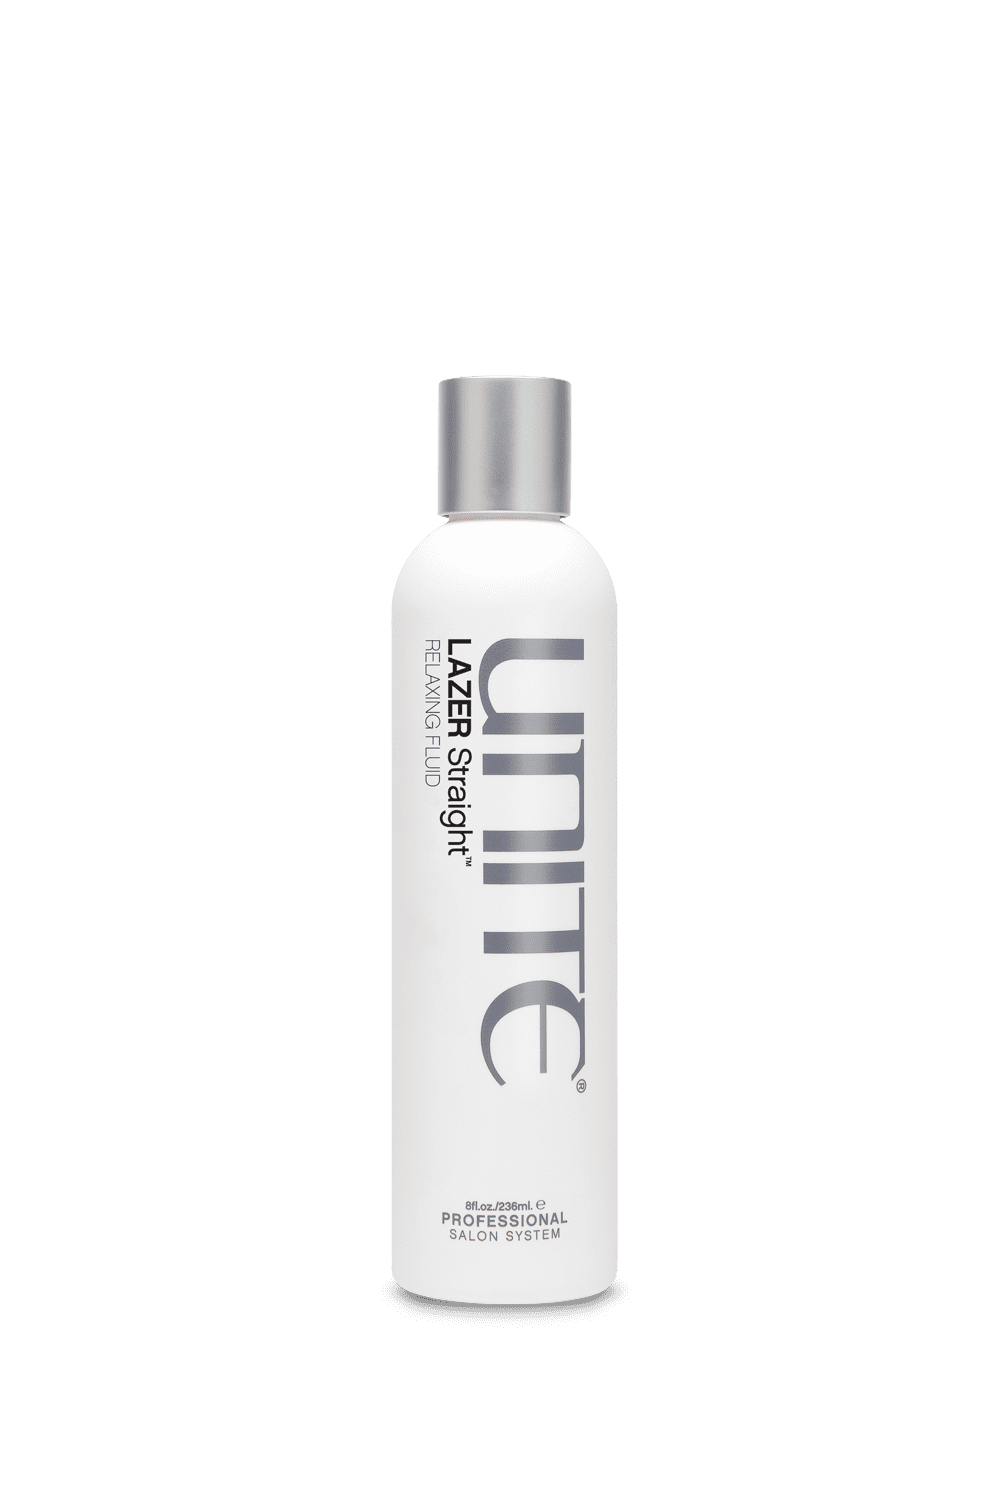 UNITE®
LAZER Straight™
RELAXING FLUID
8fl.oz./236ml. ℮
PROFESSIONAL
SALON SYSTEM